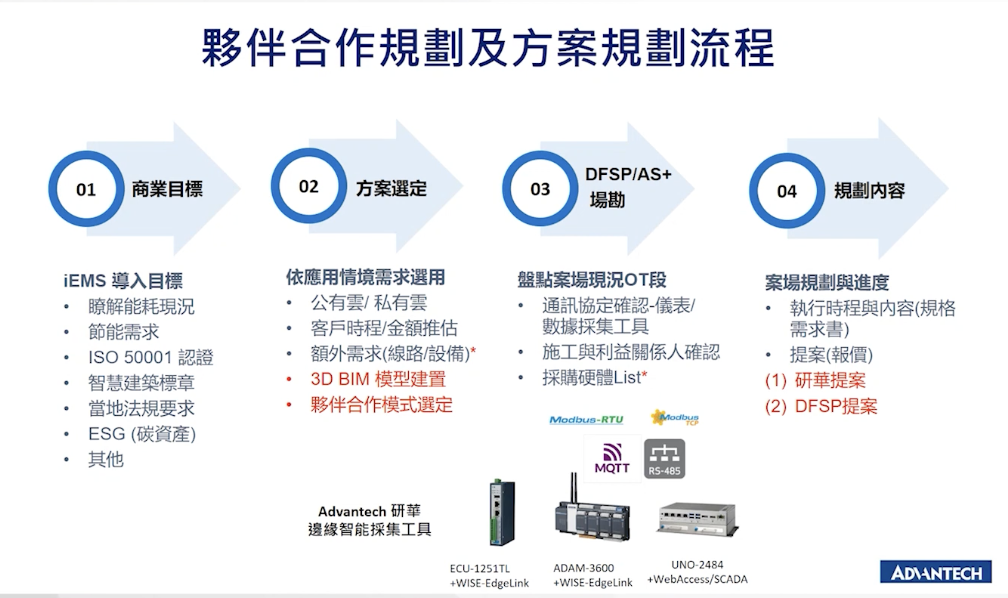 夥伴合作規劃及方案規劃流程
01 商業目標
iEMS 導入目標
• 瞭解能耗現況
• 節能需求
• ISO 50001 認證
• 智慧建築標章
• 當地法規要求
• ESG (碳資產)
• 其他
02 方案選定
依應用情境需求選用
• 公有雲/ 私有雲
• 客戶時程/金額推估
• 額外需求(線路/設備)*
• 3D BIM 模型建置
• 夥伴合作模式選定
03 DFSP/AS+
場勘
盤點案場現況OT段
• 通訊協定確認-儀表/
數據採集工具
• 施工與利益關係人確認
• 採購硬體List*
Modbus-RTU
Modbus
TCP
MQTT
RS-485
04 規劃內容
案場規劃與進度
• 執行時程與內容(規格
需求書)
• 提案(報價)
(1) 研華提案
(2) DFSP提案
Advantech 研華
邊緣智能採集工具
ECU-1251TL
+WISE-EdgeLink
ADAM-3600
+WISE-EdgeLink
UNO-2484
+WebAccess/SCADA
ADVANTECH